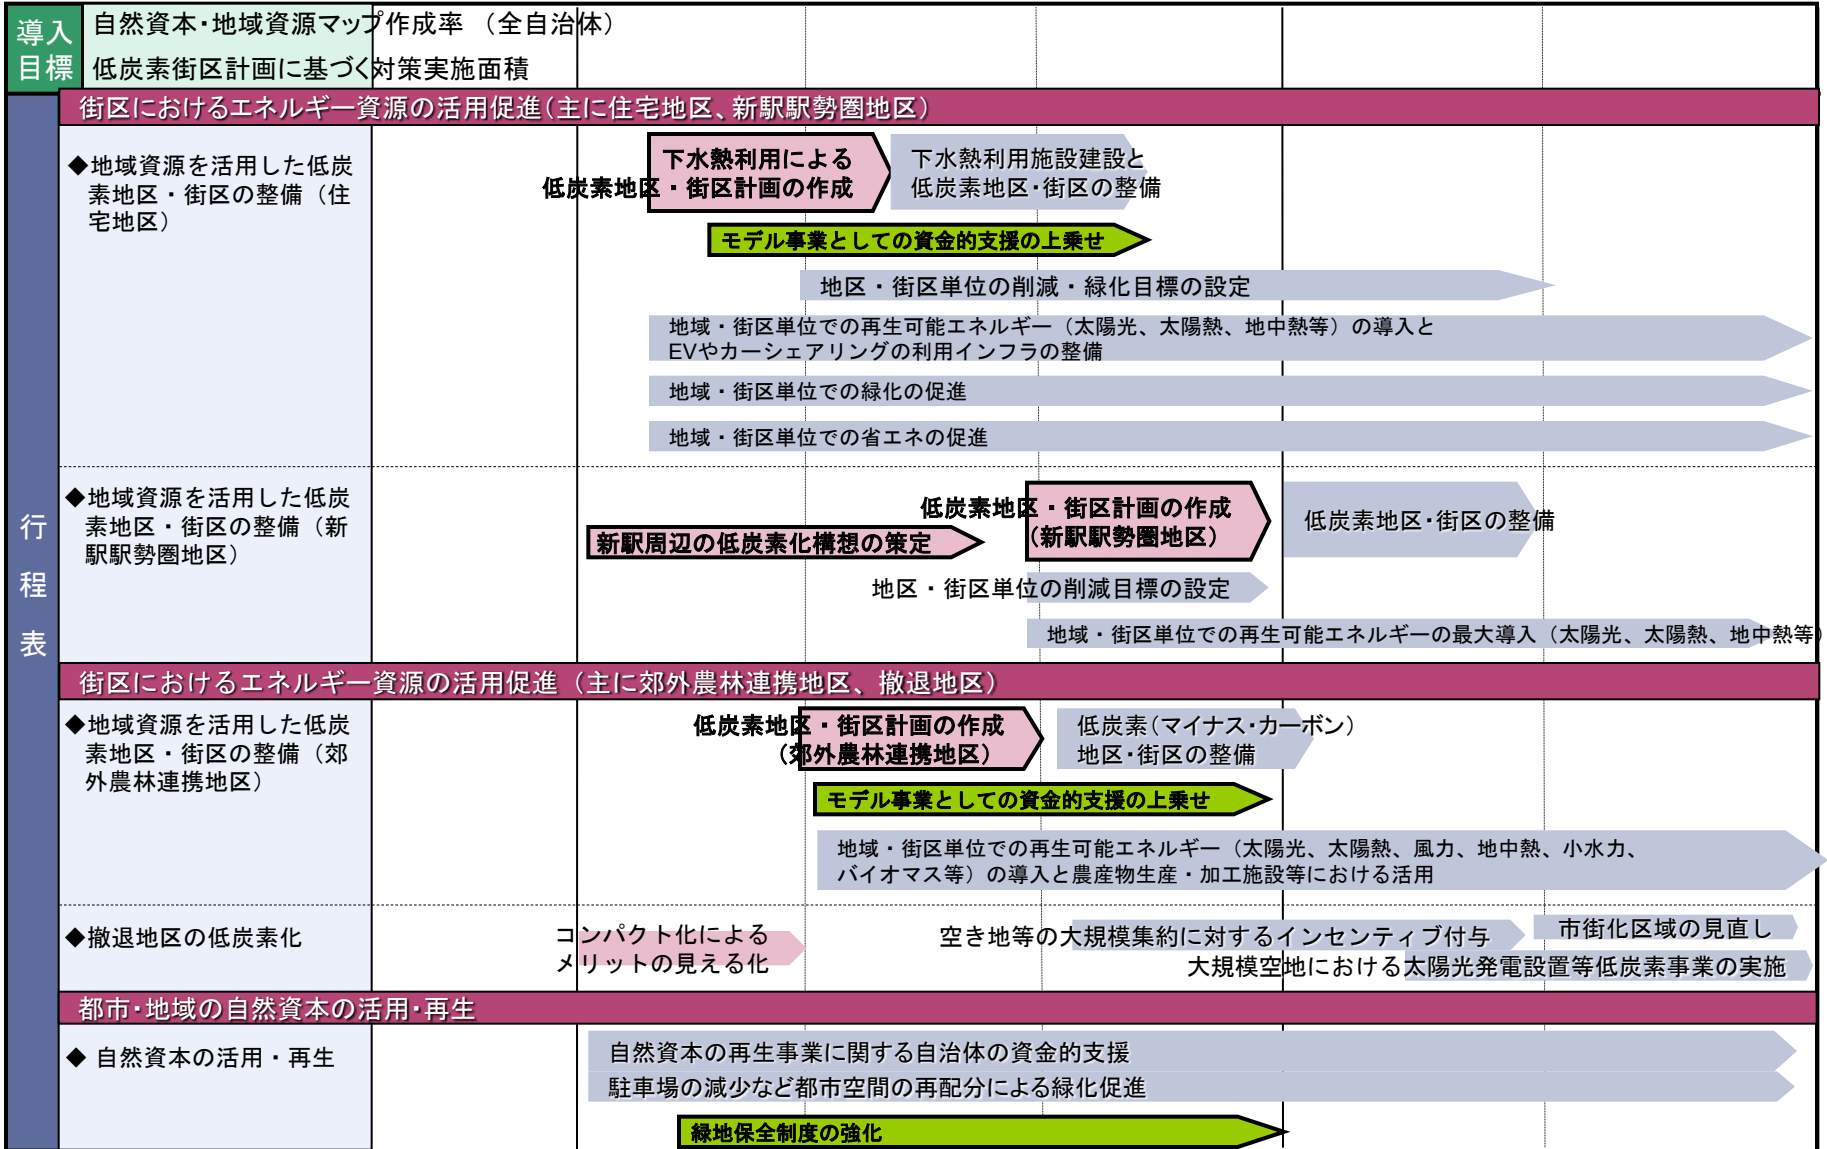 導入
目標
自然資本・地域資源マップ作成率 （全自治体）
低炭素街区計画に基づく対策実施面積
行
程
表
街区におけるエネルギー資源の活用促進（主に住宅地区、新駅駅勢圏地区）
◆地域資源を活用した低炭
素地区・街区の整備（住
宅地区）
下水熱利用による
低炭素地区・街区計画の作成
下水熱利用施設建設と
低炭素地区・街区の整備
モデル事業としての資金的支援の上乗せ
地区・街区単位の削減・緑化目標の設定
地域・街区単位での再生可能エネルギー（太陽光、太陽熱、地中熱等）の導入と
EVやカーシェアリングの利用インフラの整備
地域・街区単位での緑化の促進
地域・街区単位での省エネの促進
◆地域資源を活用した低炭
素地区・街区の整備（新
駅駅勢圏地区）
新駅周辺の低炭素化構想の策定
低炭素地区・街区計画の作成
（新駅駅勢圏地区）
低炭素地区・街区の整備
地区・街区単位の削減目標の設定
地域・街区単位での再生可能エネルギーの最大導入（太陽光、太陽熱、地中熱等）
街区におけるエネルギー資源の活用促進（主に郊外農林連携地区、撤退地区）
◆地域資源を活用した低炭
素地区・街区の整備（郊
外農林連携地区）
低炭素地区・街区計画の作成
（郊外農林連携地区）
低炭素（マイナス・カーボン）
地区・街区の整備
モデル事業としての資金的支援の上乗せ
地域・街区単位での再生可能エネルギー（太陽光、太陽熱、風力、地中熱、小水力、
バイオマス等）の導入と農産物生産・加工施設等における活用
◆撤退地区の低炭素化
コンパクト化による
メリットの見える化
空き地等の大規模集約に対するインセンティブ付与
市街化区域の見直し
大規模空地における太陽光発電設置等低炭素事業の実施
都市・地域の自然資本の活用・再生
◆ 自然資本の活用・再生
自然資本の再生事業に関する自治体の資金的支援
駐車場の減少など都市空間の再配分による緑化促進
緑地保全制度の強化